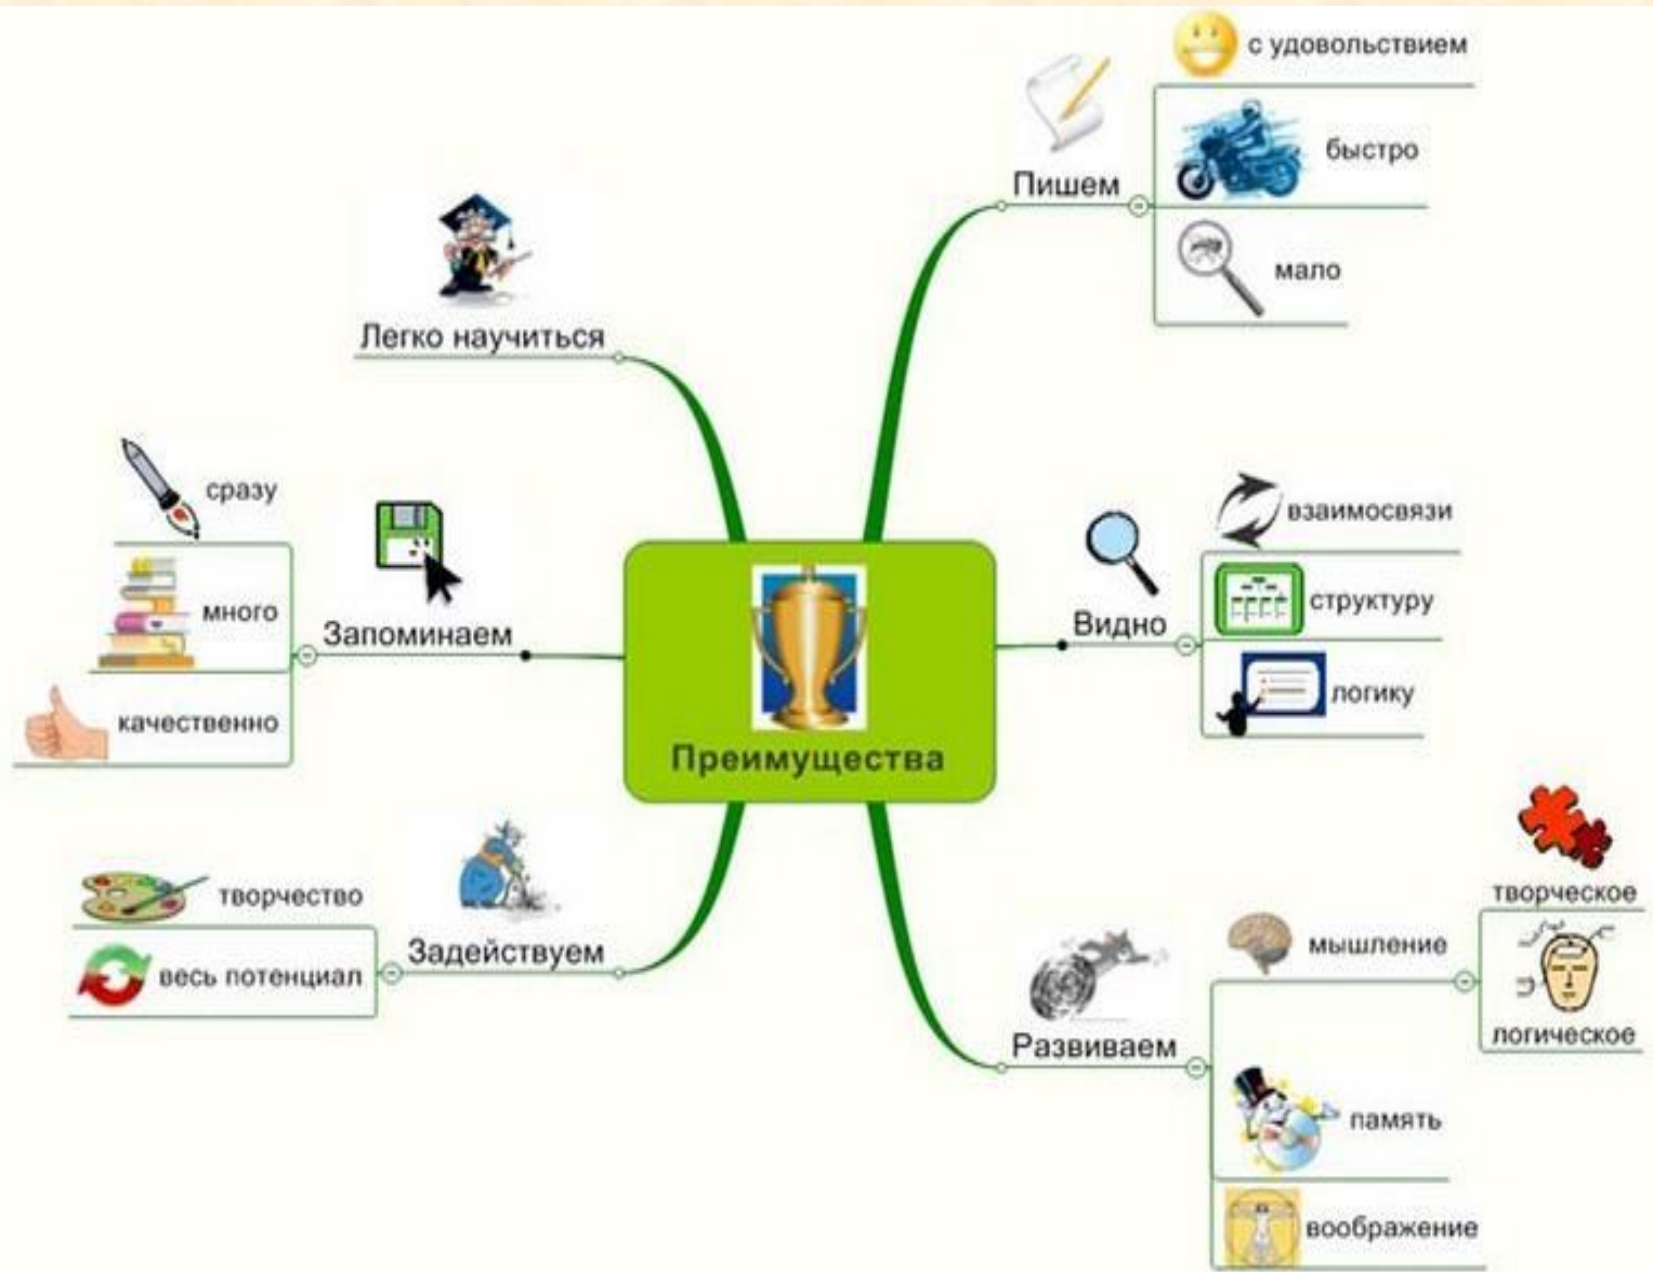 Преимущества
Пишем
с удовольствием
быстро
мало
Видно
взаимосвязи
структуру
логику
Развиваем
мышление
творческое
логическое
память
воображение
Задействуем
творчество
весь потенциал
Запоминаем
сразу
много
качественно
Легко научиться